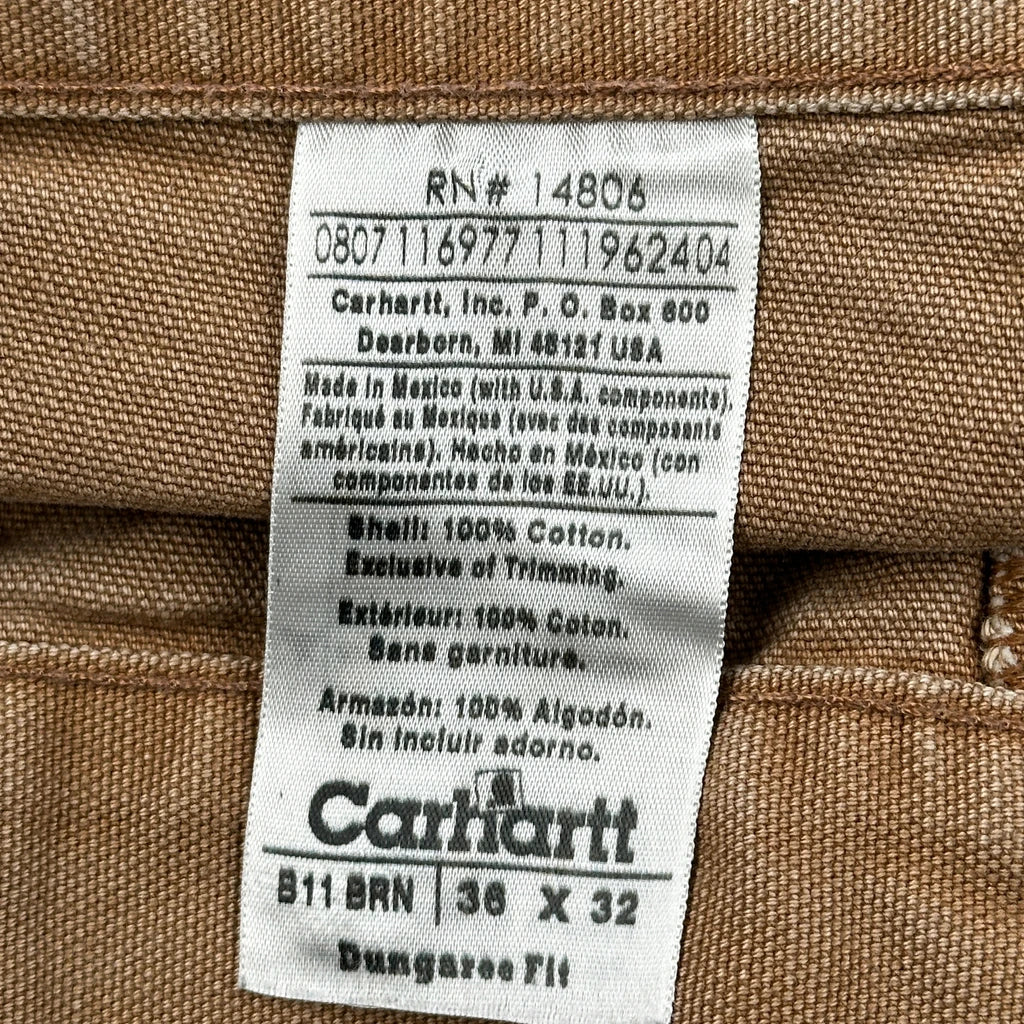 RN# 14806
0807116977111962404
Carhartt, Inc. P. O. Box 600
Dearborn, MI 48121 USA
Made in Mexico (with U.S.A. components).
Fabriqué au Mexique (avec des composants
américains). Hecho en México (con
componentes de los EE.UU.).
Shell: 100% Cotton.
Exclusive of Trimming.
Extérieur: 100% Coton.
Sans garniture.
Armazón: 100% Algodón.
Sin incluir adorno.
Carhartt
B11 BRN | 36 X 32
Dungaree Fit